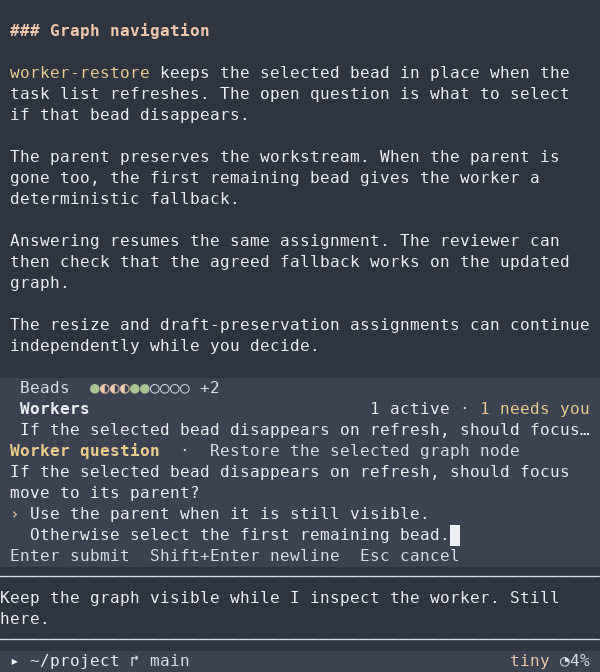 ### Graph navigation
worker-restore keeps the selected bead in place when the
task list refreshes. The open question is what to select
if that bead disappears.
The parent preserves the workstream. When the parent is
gone too, the first remaining bead gives the worker a
deterministic fallback.
Answering resumes the same assignment. The reviewer can
then check that the agreed fallback works on the updated
graph.
The resize and draft-preservation assignments can continue
independently while you decide.
Beads ●◐◐◐●●○○○○ +2
Workers 1 active · 1 needs you
If the selected bead disappears on refresh, should focus…
Worker question · Restore the selected graph node
If the selected bead disappears on refresh, should focus
move to its parent?
› Use the parent when it is still visible.
Otherwise select the first remaining bead.
Enter submit Shift+Enter newline Esc cancel
Keep the graph visible while I inspect the worker. Still
here.
▸ ~/project ↱ main tiny ◔4%